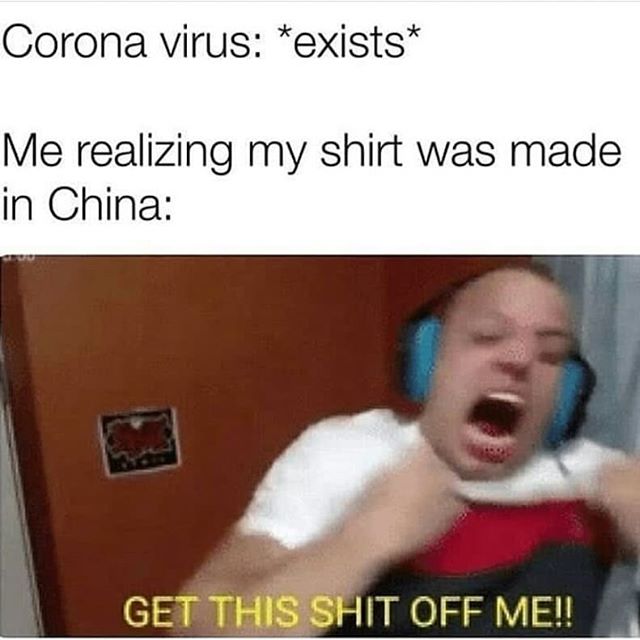 Corona virus: *exists*
Me realizing my shirt was made
in China:
GET THIS SHIT OFF ME!!